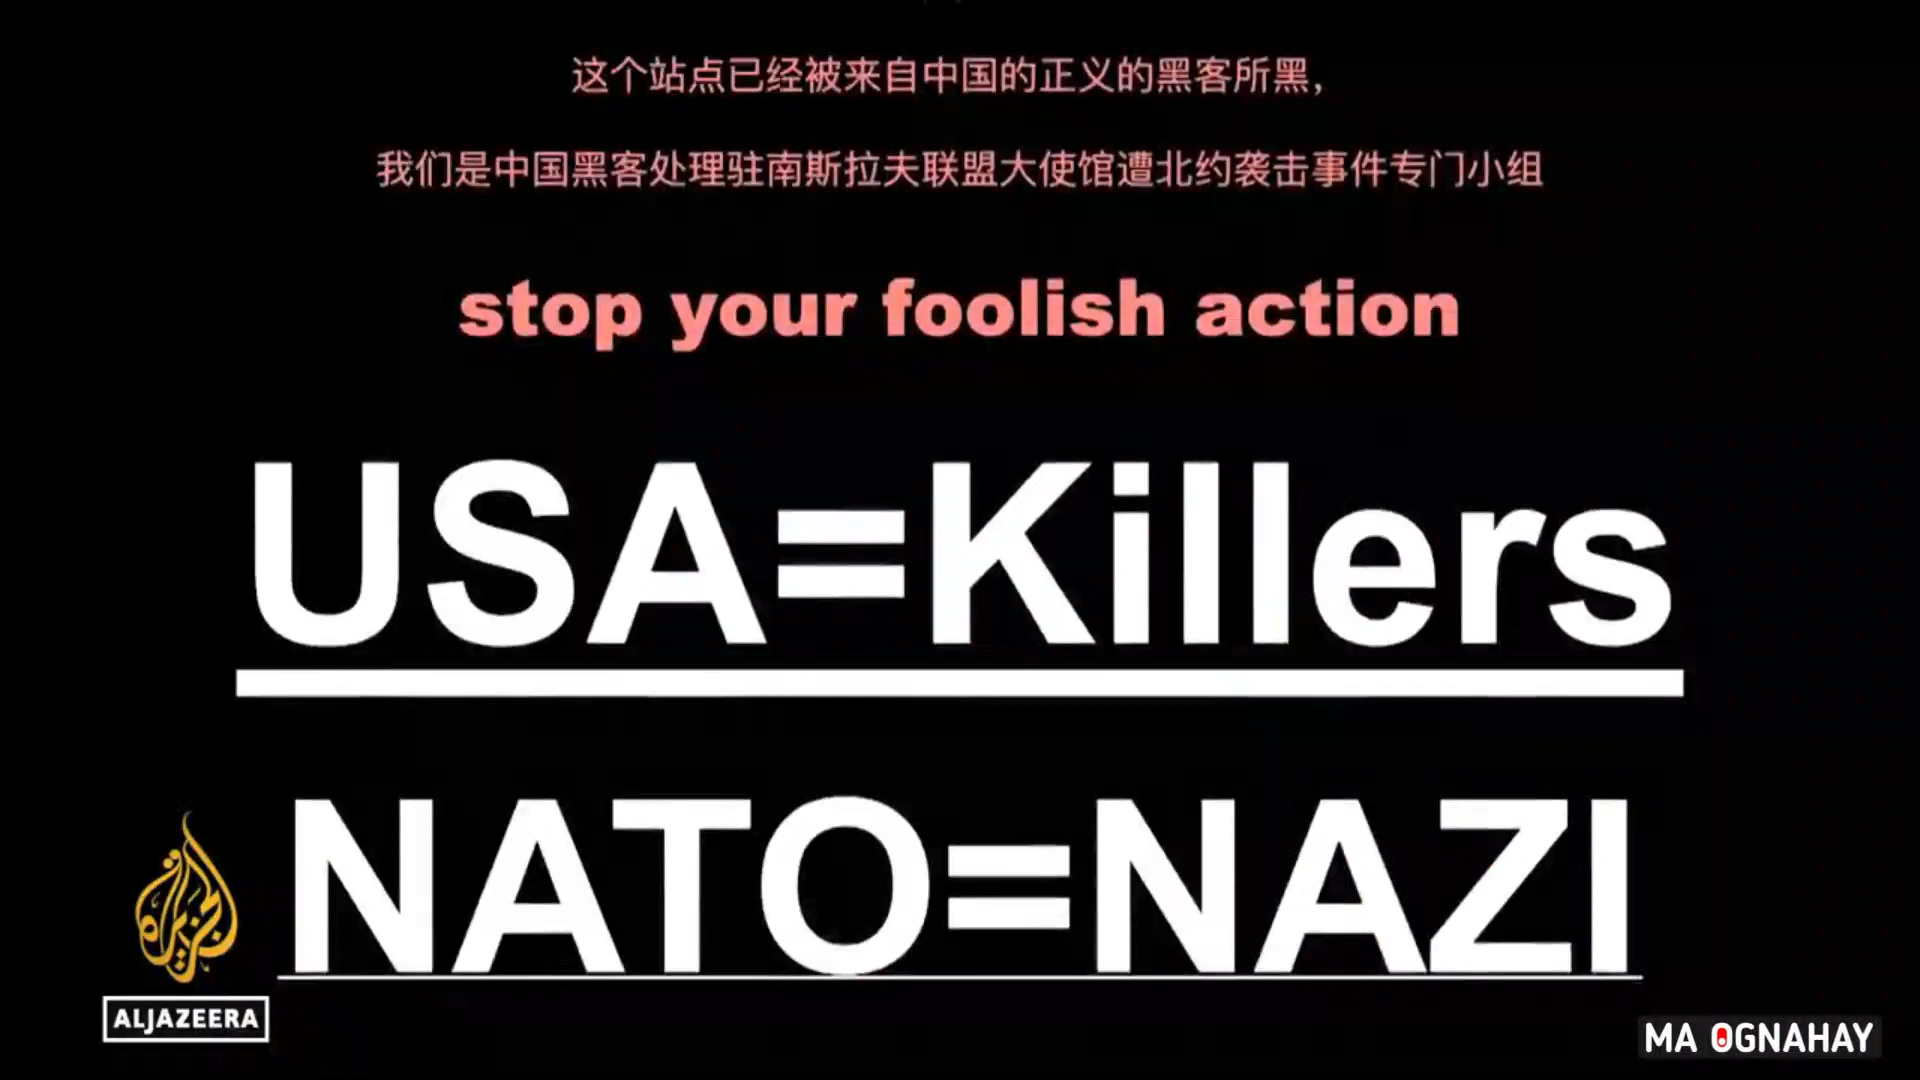 这个站点已经被来自中国的正义的黑客所黑，
我们是中国黑客处理驻南斯拉夫联盟大使馆遭北约袭击事件专门小组
stop your foolish action
USA=Killers
NATO=NAZI
الجزيرة
ALJAZEERA
MA OGNAHAY